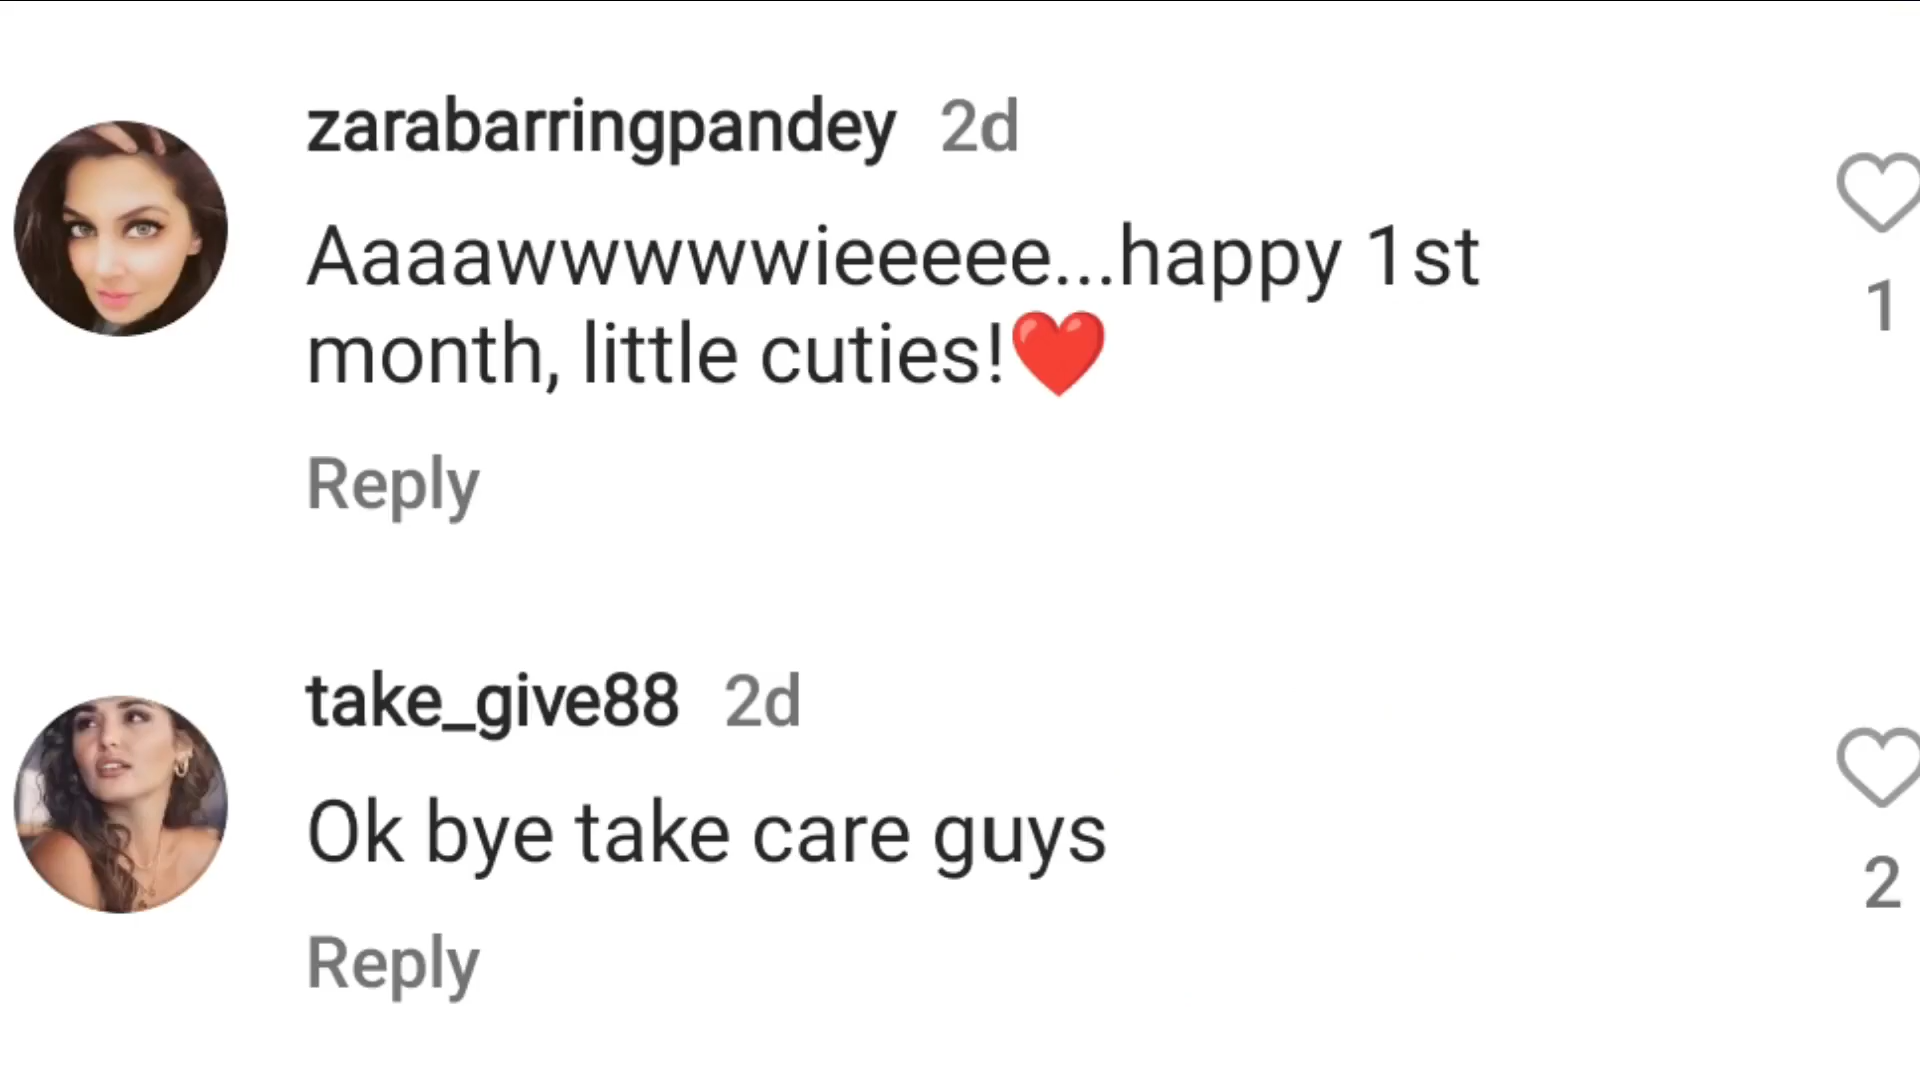 zarabarringpandey 2d
Aaaawwwwwieeeee...happy 1st
month, little cuties!❤️
1
Reply
take_give88 2d
Ok bye take care guys
2
Reply